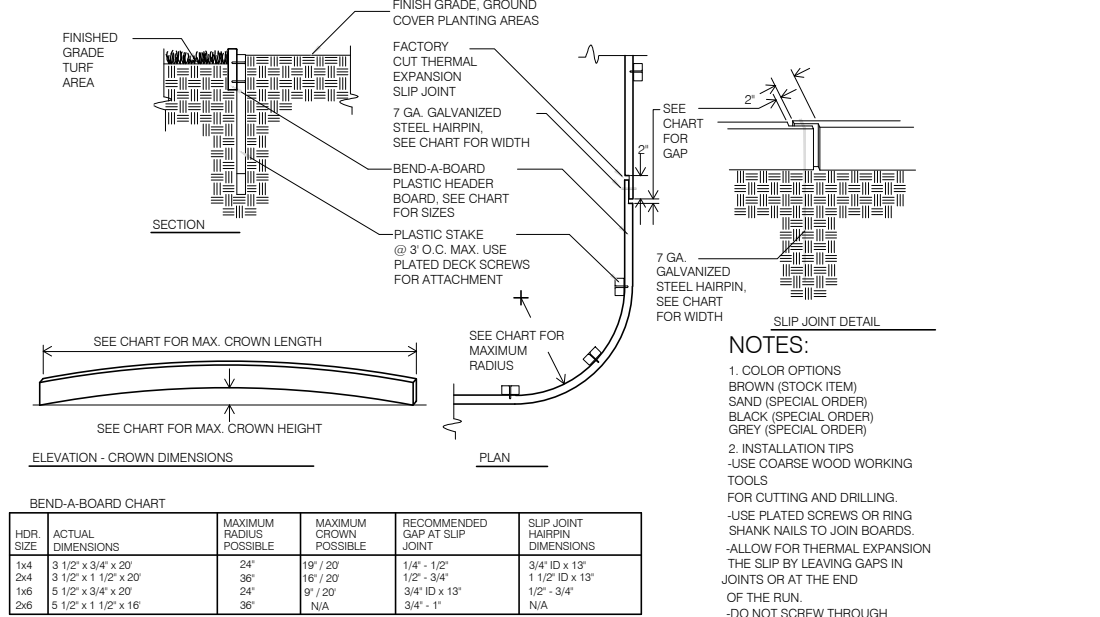 FINISHED
GRADE
TURF
AREA
FINISH GRADE, GROUND
COVER PLANTING AREAS
FACTORY
CUT THERMAL
EXPANSION
SLIP JOINT
7 GA. GALVANIZED
STEEL HAIRPIN,
SEE CHART FOR WIDTH
BEND-A-BOARD
PLASTIC HEADER
BOARD, SEE CHART
FOR SIZES
PLASTIC STAKE
@ 3' O.C. MAX. USE
PLATED DECK SCREWS
FOR ATTACHMENT
SECTION
2"
SEE
CHART
FOR
GAP
2"
7 GA.
GALVANIZED
STEEL HAIRPIN,
SEE CHART
FOR WIDTH
SLIP JOINT DETAIL
SEE CHART FOR
MAXIMUM
RADIUS
PLAN
SEE CHART FOR MAX. CROWN LENGTH
SEE CHART FOR MAX. CROWN HEIGHT
ELEVATION - CROWN DIMENSIONS
NOTES:
1. COLOR OPTIONS
BROWN (STOCK ITEM)
SAND (SPECIAL ORDER)
BLACK (SPECIAL ORDER)
GREY (SPECIAL ORDER)
2. INSTALLATION TIPS
-USE COARSE WOOD WORKING
TOOLS
FOR CUTTING AND DRILLING.
-USE PLATED SCREWS OR RING
SHANK NAILS TO JOIN BOARDS.
-ALLOW FOR THERMAL EXPANSION
THE SLIP BY LEAVING GAPS IN
JOINTS OR AT THE END
OF THE RUN.
-DO NOT SCREW THROUGH
BEND-A-BOARD CHART
HDR. SIZE ACTUAL DIMENSIONS MAXIMUM RADIUS POSSIBLE MAXIMUM CROWN POSSIBLE RECOMMENDED GAP AT SLIP JOINT SLIP JOINT HAIRPIN DIMENSIONS
1x4 3 1/2" x 3/4" x 20' 24" 19" / 20' 1/4" - 1/2" 3/4" ID x 13"
2x4 3 1/2" x 1 1/2" x 20' 36" 16" / 20' 1/2" - 3/4" 1 1/2" ID x 13"
1x6 5 1/2" x 3/4" x 20' 24" 9" / 20' 3/4" ID x 13" 1/2" - 3/4"
2x6 5 1/2" x 1 1/2" x 16' 36" N/A 3/4" - 1" N/A